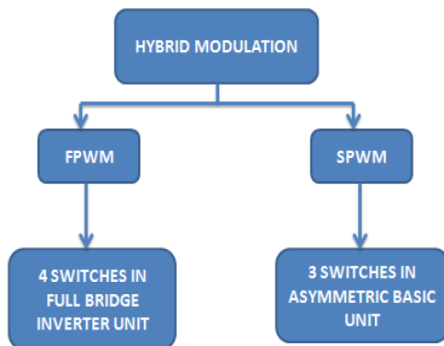 HYBRID MODULATION
FPWM
SPWM
4 SWITCHES IN
FULL BRIDGE
INVERTER UNIT
3 SWITCHES IN
ASYMMETRIC BASIC
UNIT